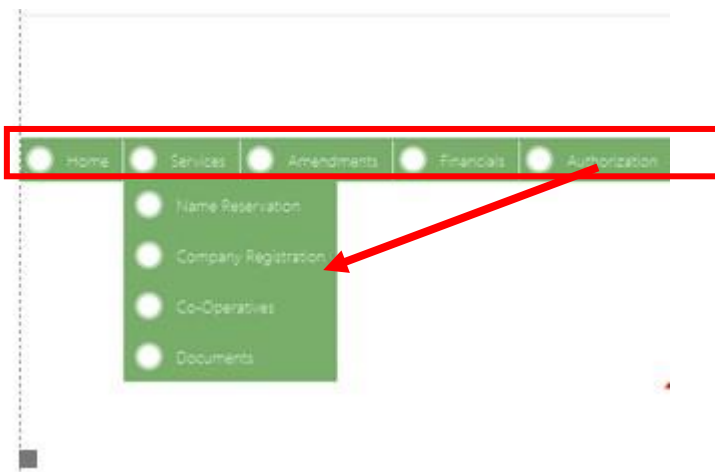 Home Services Amendments Financials Authorization
Name Reservation
Company Registration
Co-Operatives
Documents